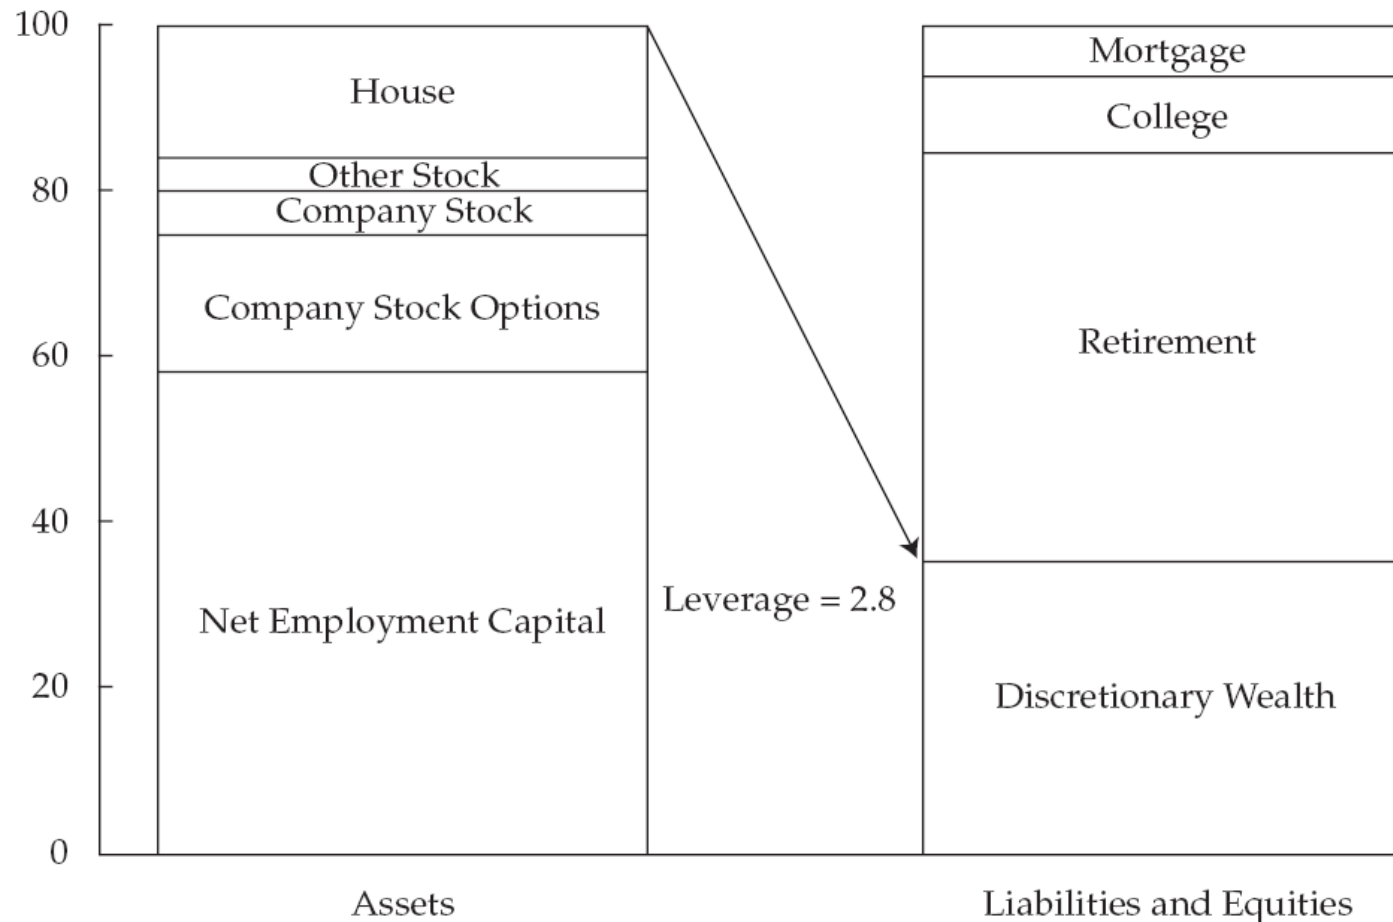 100
80
60
40
20
0
House
Other Stock
Company Stock
Company Stock Options
Net Employment Capital
Leverage = 2.8
Mortgage
College
Retirement
Discretionary Wealth
Assets
Liabilities and Equities